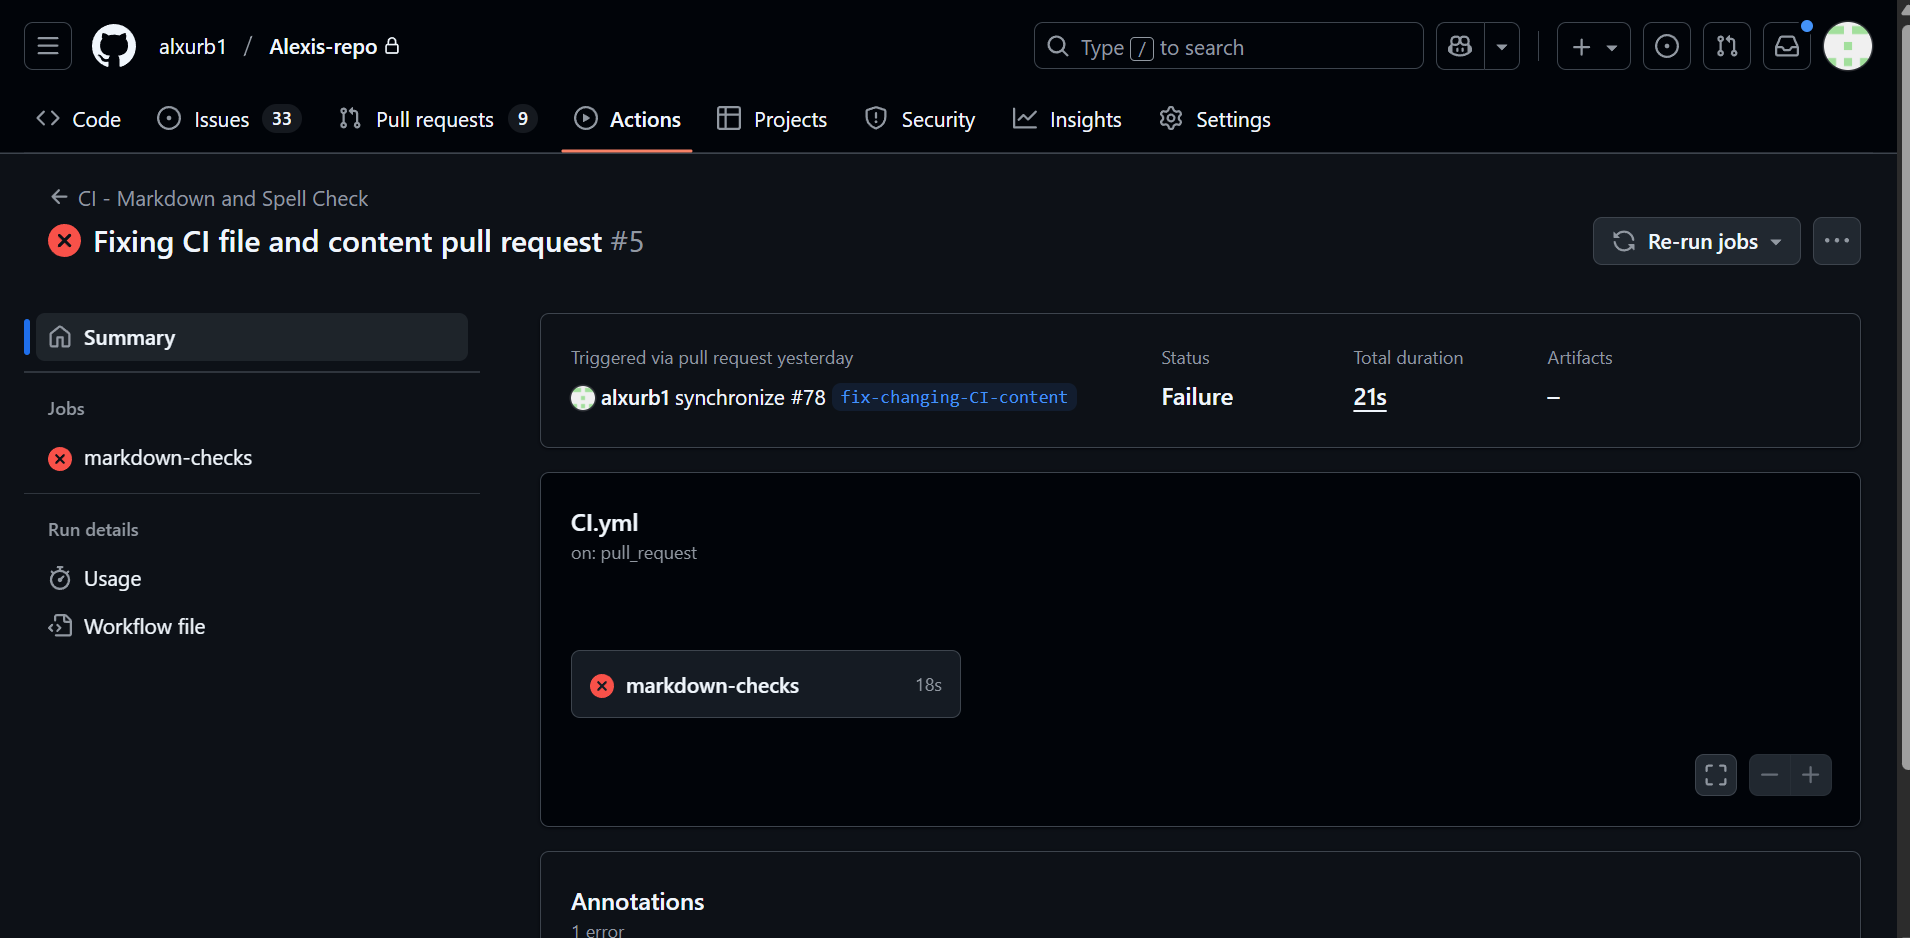 alxurb1 / Alexis-repo
Type / to search
Code
Issues 33
Pull requests 9
Actions
Projects
Security
Insights
Settings
CI - Markdown and Spell Check
Fixing CI file and content pull request #5
Re-run jobs
Summary
Jobs
markdown-checks
Run details
Usage
Workflow file
Triggered via pull request yesterday
alxurb1 synchronize #78 fix-changing-CI-content
Status
Failure
Total duration
21s
Artifacts
–
CI.yml
on: pull_request
markdown-checks 18s
Annotations
1 error